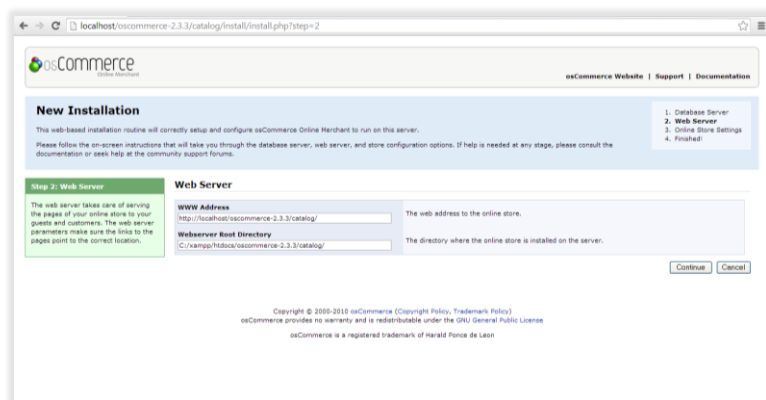 localhost/oscommerce-2.3.3/catalog/install/install.php?step=2
osCommerce
Online Merchant
osCommerce Website | Support | Documentation
New Installation
This web-based installation routine will correctly setup and configure osCommerce Online Merchant to run on this server.
Please follow the on-screen instructions that will take you through the database server, web server, and store configuration options. If help is needed at any stage, please consult the
documentation or seek help at the community support forums.
1. Database Server
2. Web Server
3. Online Store Settings
4. Finished!
Step 2: Web Server
The web server takes care of serving
the pages of your online store to your
guests and customers. The web server
parameters make sure the links to the
pages point to the correct location.
Web Server
WWW Address
http://localhost/oscommerce-2.3.3/catalog/
The web address to the online store.
Webserver Root Directory
C:/xampp/htdocs/oscommerce-2.3.3/catalog/
The directory where the online store is installed on the server.
Continue Cancel
Copyright © 2000-2010 osCommerce (Copyright Policy, Trademark Policy)
osCommerce provides no warranty and is redistributable under the GNU General Public License
osCommerce is a registered trademark of Harald Ponce de Leon